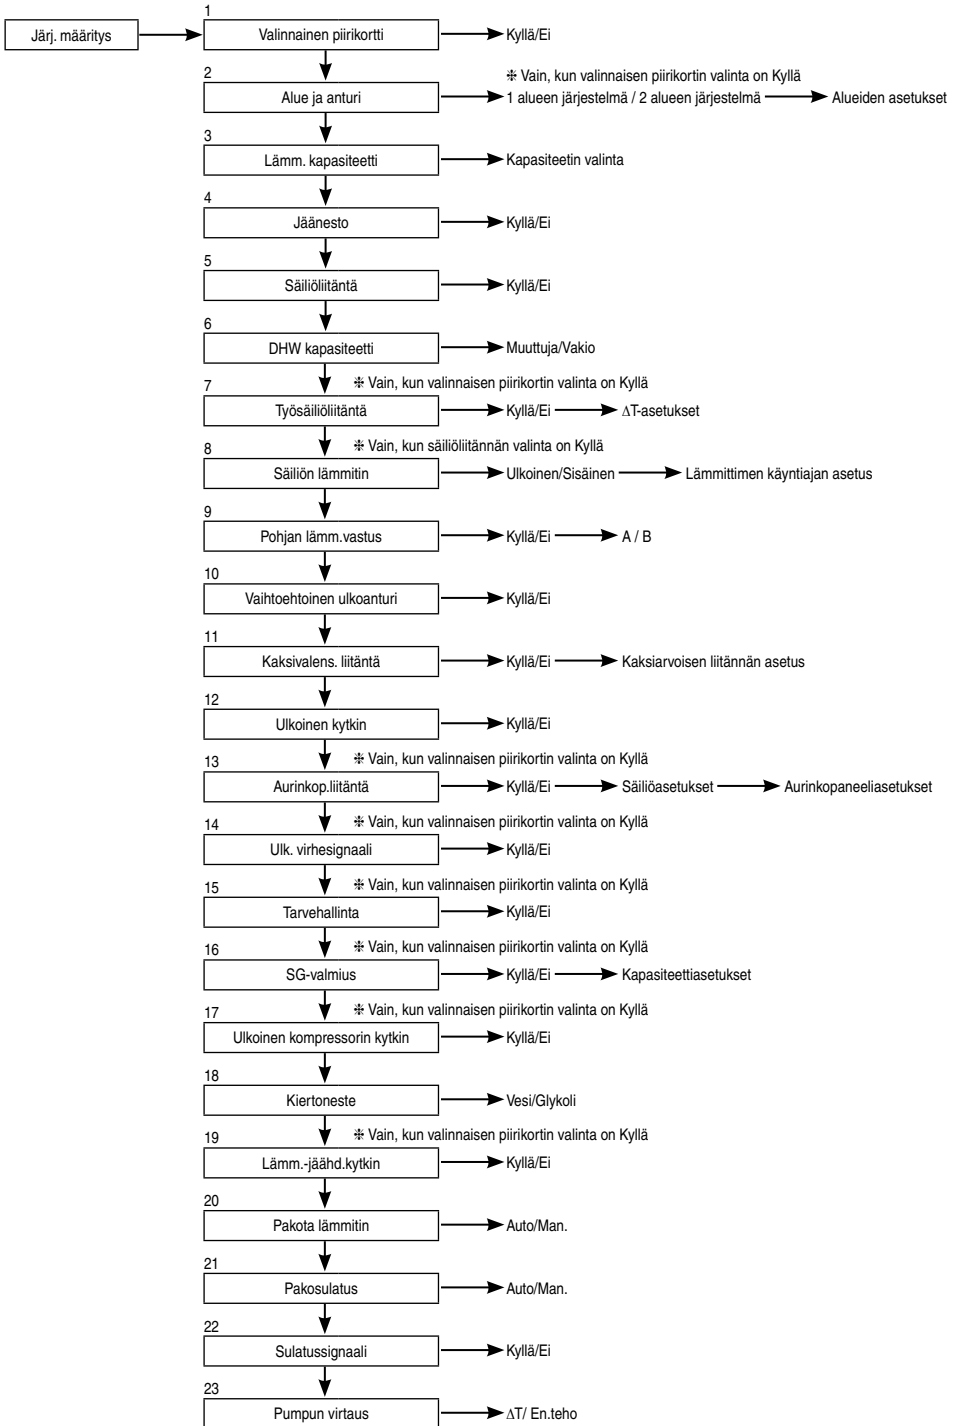 1
Järj. määritys
Valinnainen piirikortti
Kyllä/Ei
2
❉ Vain, kun valinnaisen piirikortin valinta on Kyllä
Alue ja anturi
1 alueen järjestelmä / 2 alueen järjestelmä
Alueiden asetukset
3
Lämm. kapasiteetti
Kapasiteetin valinta
4
Jäänesto
Kyllä/Ei
5
Säiliöliitäntä
Kyllä/Ei
6
DHW kapasiteetti
Muuttuja/Vakio
7
❉ Vain, kun valinnaisen piirikortin valinta on Kyllä
Työsäiliöliitäntä
Kyllä/Ei
ΔT-asetukset
8
❉ Vain, kun säiliöliitännän valinta on Kyllä
Säiliön lämmitin
Ulkoinen/Sisäinen
Lämmittimen käyntiajan asetus
9
Pohjan lämm.vastus
Kyllä/Ei
A / B
10
Vaihtoehtoinen ulkoanturi
Kyllä/Ei
11
Kaksivalens. liitäntä
Kyllä/Ei
Kaksiarvoisen liitännän asetus
12
Ulkoinen kytkin
Kyllä/Ei
13
❉ Vain, kun valinnaisen piirikortin valinta on Kyllä
Aurinkop.liitäntä
Kyllä/Ei
Säiliöasetukset
Aurinkopaneeliasetukset
14
❉ Vain, kun valinnaisen piirikortin valinta on Kyllä
Ulk. virhesignaali
Kyllä/Ei
15
❉ Vain, kun valinnaisen piirikortin valinta on Kyllä
Tarvehallinta
Kyllä/Ei
16
❉ Vain, kun valinnaisen piirikortin valinta on Kyllä
SG-valmius
Kyllä/Ei
Kapasiteettiasetukset
17
❉ Vain, kun valinnaisen piirikortin valinta on Kyllä
Ulkoinen kompressorin kytkin
Kyllä/Ei
18
Kiertoneste
Vesi/Glykoli
19
❉ Vain, kun valinnaisen piirikortin valinta on Kyllä
Lämm.-jäähd.kytkin
Kyllä/Ei
20
Pakota lämmitin
Auto/Man.
21
Pakosulatus
Auto/Man.
22
Sulatussignaali
Kyllä/Ei
23
Pumpun virtaus
ΔT/ En.teho